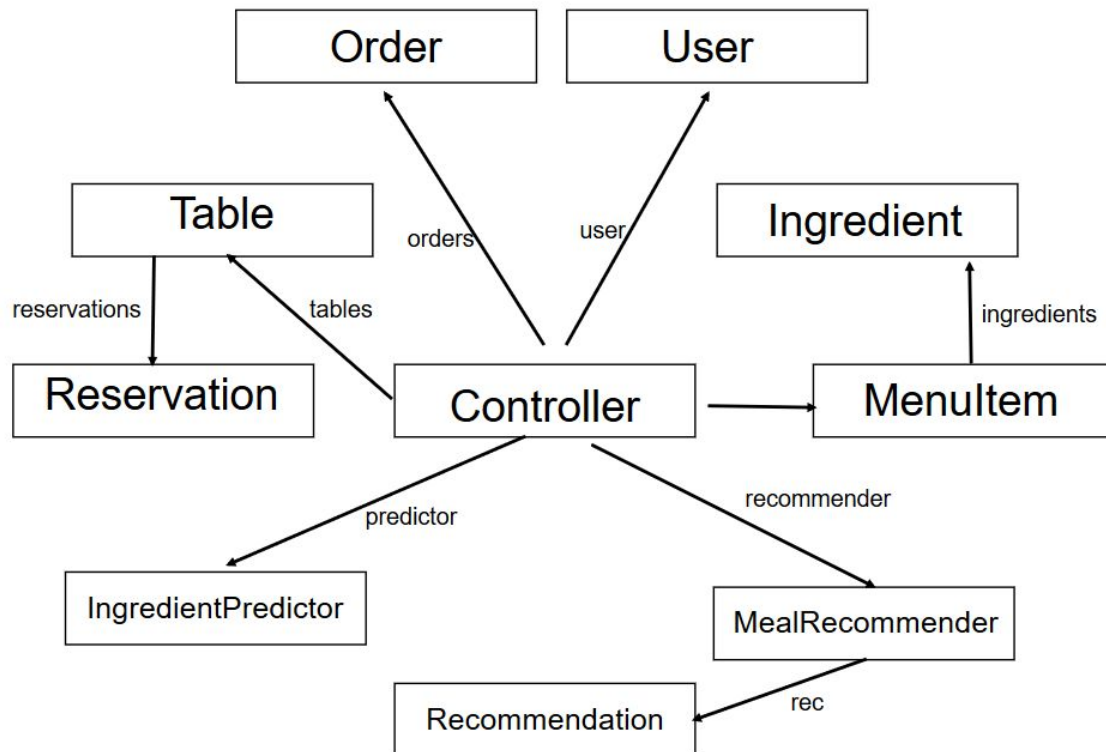 Order
User
Table
orders
user
Ingredient
reservations
tables
ingredients
Reservation
Controller
MenuItem
predictor
recommender
IngredientPredictor
MealRecommender
Recommendation
rec